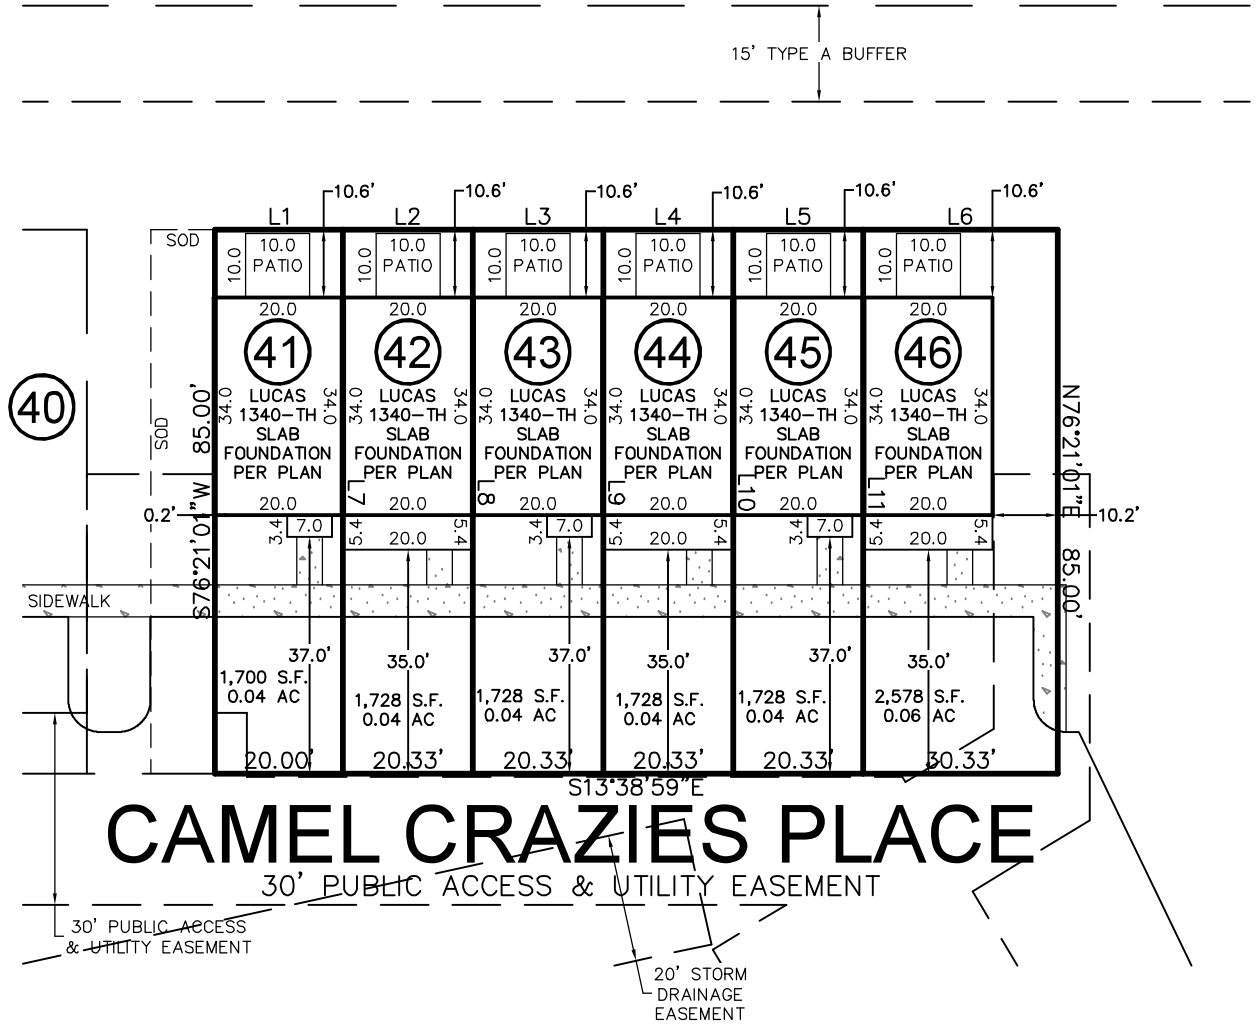 15' TYPE A BUFFER
10.6' 10.6' 10.6' 10.6' 10.6' 10.6'
L1 L2 L3 L4 L5 L6
SOD
10.0 10.0 10.0 10.0 10.0 10.0
PATIO PATIO PATIO PATIO PATIO PATIO
10.0 10.0 10.0 10.0 10.0 10.0
20.0 20.0 20.0 20.0 20.0 20.0
40 41 42 43 44 45 46
LUCAS LUCAS LUCAS LUCAS LUCAS LUCAS
1340-TH 1340-TH 1340-TH 1340-TH 1340-TH 1340-TH
SLAB SLAB SLAB SLAB SLAB SLAB
FOUNDATION FOUNDATION FOUNDATION FOUNDATION FOUNDATION FOUNDATION
PER PLAN PER PLAN PER PLAN PER PLAN PER PLAN PER PLAN
34.0 34.0 34.0 34.0 34.0 34.0 34.0 34.0 34.0 34.0 34.0 34.0
SOD
S76°21'01"W 85.00'
N76°21'01"E 85.00'
L7 L8 L9 L10 L11
20.0 20.0 20.0 20.0 20.0 20.0
0.2' 10.2'
3.4 7.0 5.4 20.0 5.4 3.4 7.0 5.4 20.0 5.4 3.4 7.0 5.4 20.0 5.4
SIDEWALK
37.0' 35.0' 37.0' 35.0' 37.0' 35.0'
1,700 S.F. 1,728 S.F. 1,728 S.F. 1,728 S.F. 1,728 S.F. 2,578 S.F.
0.04 AC 0.04 AC 0.04 AC 0.04 AC 0.04 AC 0.06 AC
20.00' 20.33' 20.33' 20.33' 20.33' 30.33'
S13°38'59"E
CAMEL CRAZIES PLACE
30' PUBLIC ACCESS & UTILITY EASEMENT
30' PUBLIC ACCESS
& UTILITY EASEMENT
20' STORM
DRAINAGE
EASEMENT